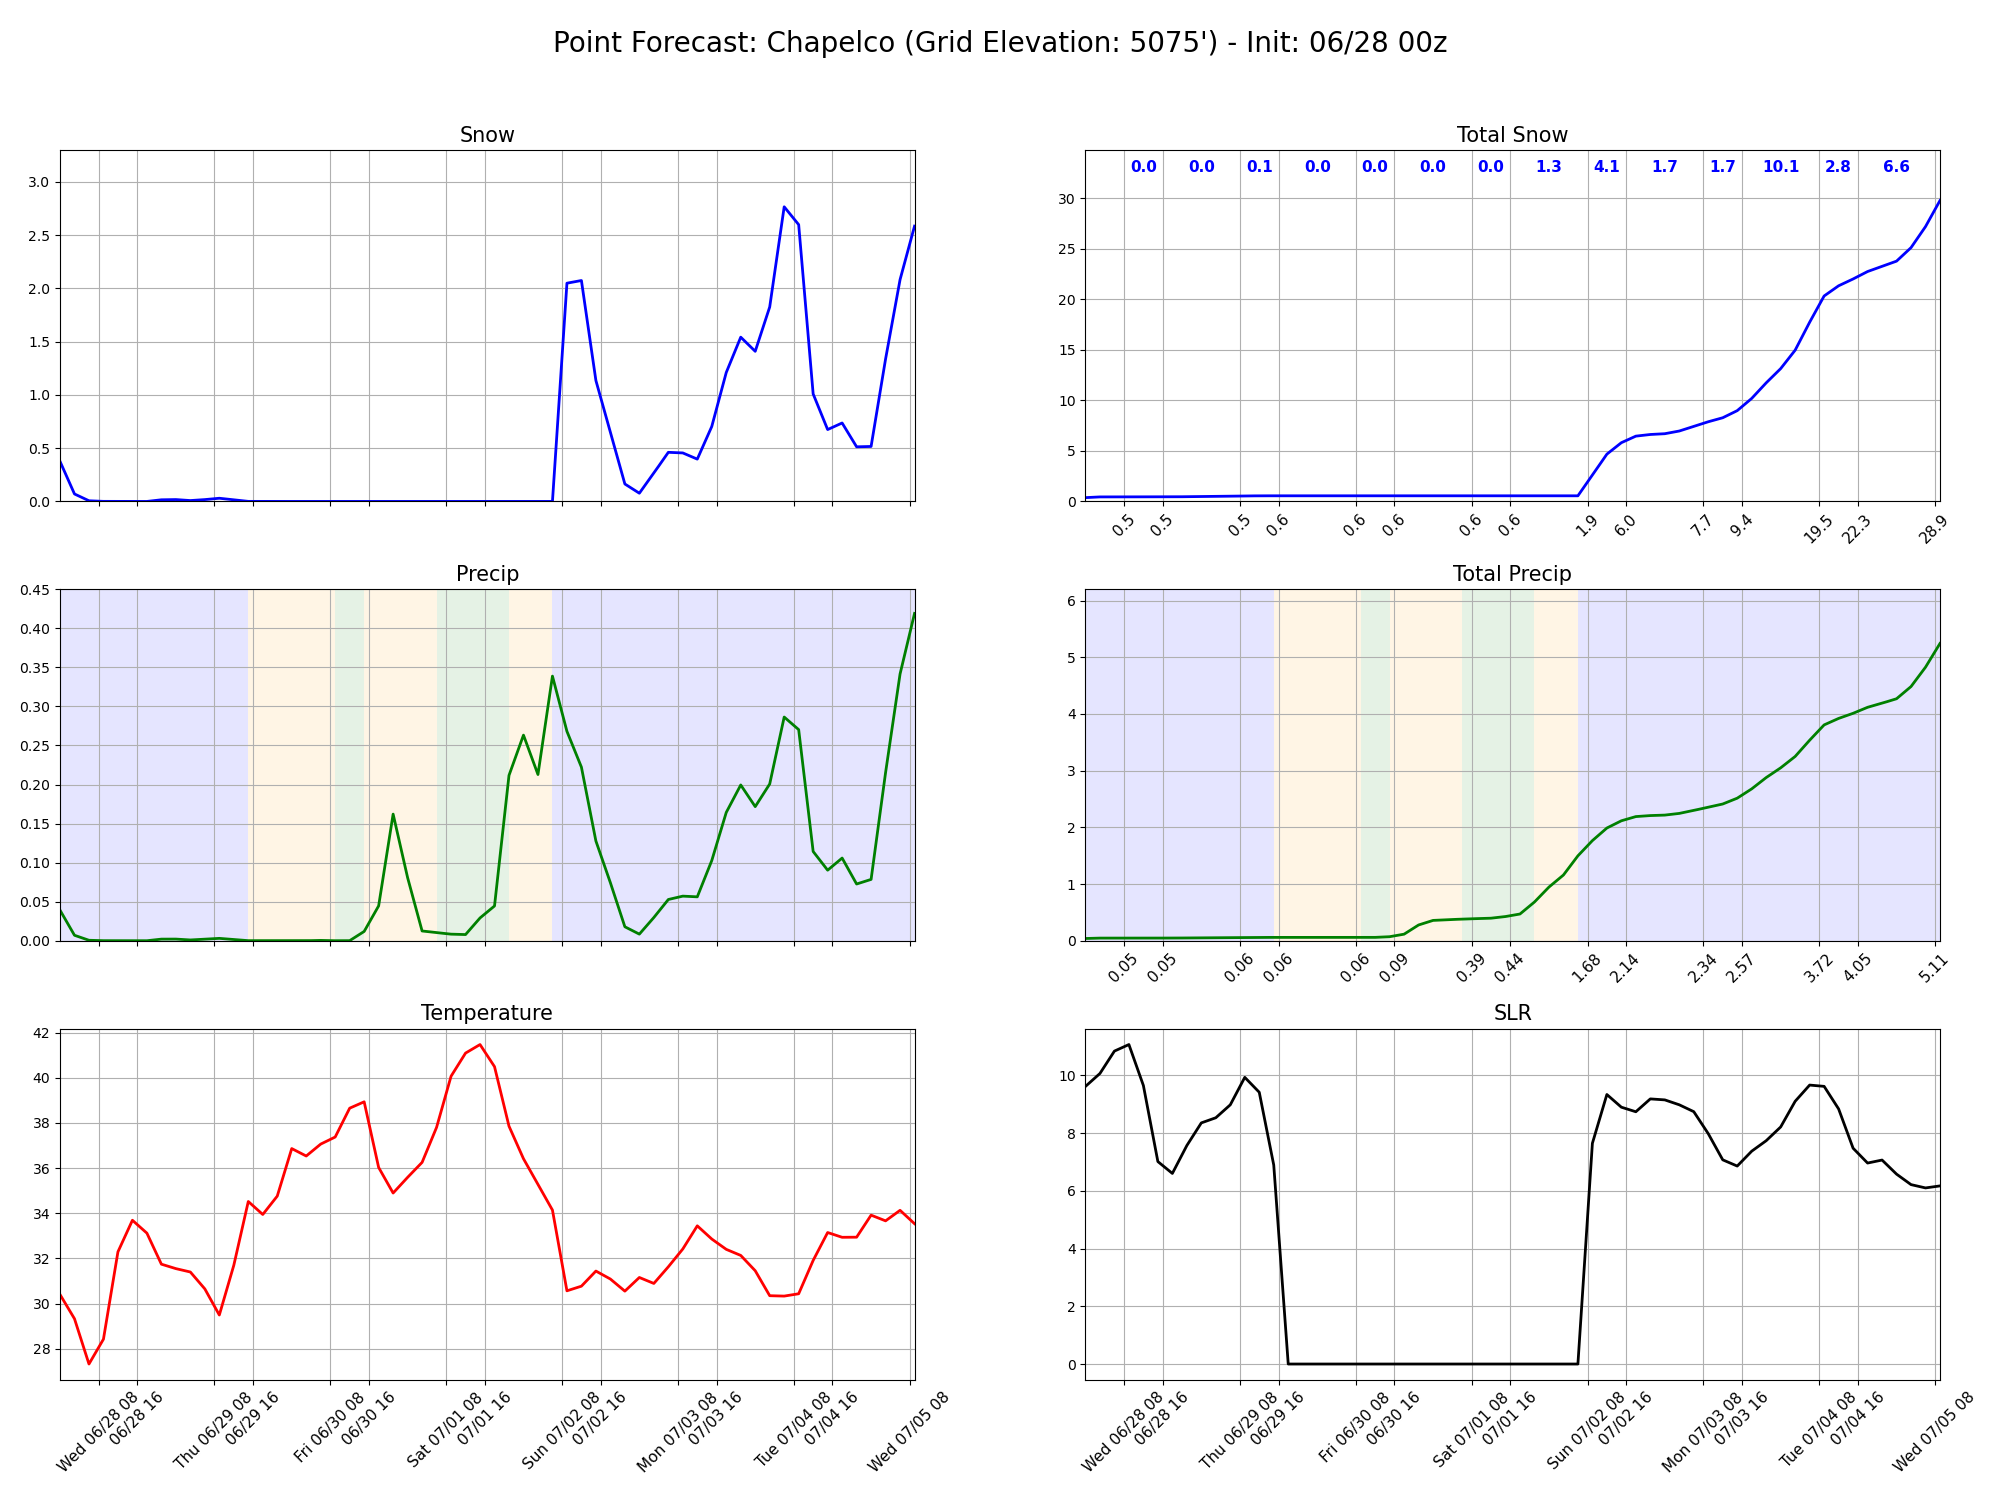 Point Forecast: Chapelco (Grid Elevation: 5075') - Init: 06/28 00z
Snow
3.0
2.5
2.0
1.5
1.0
0.5
0.0
Total Snow
0.0 0.0 0.1 0.0 0.0 0.0 0.0 1.3 4.1 1.7 1.7 10.1 2.8 6.6
30
25
20
15
10
5
0
0.5 0.5 0.5 0.6 0.6 0.6 0.6 0.6 1.9 6.0 7.7 9.4 19.5 22.3 28.9
Precip
0.45
0.40
0.35
0.30
0.25
0.20
0.15
0.10
0.05
0.00
Total Precip
6
5
4
3
2
1
0
0.05 0.05 0.06 0.06 0.06 0.09 0.39 0.44 1.68 2.14 2.34 2.57 3.72 4.05 5.11
Temperature
42
40
38
36
34
32
30
28
Wed 06/28 08
06/28 16
Thu 06/29 08
06/29 16
Fri 06/30 08
06/30 16
Sat 07/01 08
07/01 16
Sun 07/02 08
07/02 16
Mon 07/03 08
07/03 16
Tue 07/04 08
07/04 16
Wed 07/05 08
SLR
10
8
6
4
2
0
Wed 06/28 08
06/28 16
Thu 06/29 08
06/29 16
Fri 06/30 08
06/30 16
Sat 07/01 08
07/01 16
Sun 07/02 08
07/02 16
Mon 07/03 08
07/03 16
Tue 07/04 08
07/04 16
Wed 07/05 08